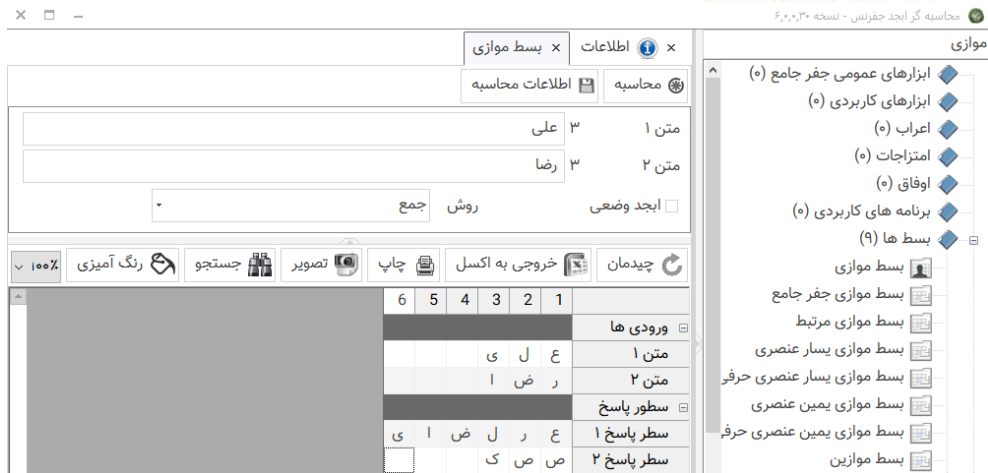 محاسبه گر ابجد جفرنس - نسخه ۶,۰,۰,۳۰
موازی
ابزارهای عمومی جفر جامع (۰)
ابزارهای کاربردی (۰)
اعراب (۰)
امتزاجات (۰)
اوفاق (۰)
برنامه های کاربردی (۰)
بسط ها (۹)
بسط موازی
بسط موازی جفر جامع
بسط موازی مرتبط
بسط موازی یسار عنصری
بسط موازی یسار عنصری حرفی
بسط موازی یمین عنصری
بسط موازی یمین عنصری حرفی
بسط موازین
اطلاعات
بسط موازی
محاسبه
اطلاعات محاسبه
متن ۱ ۳ علی
متن ۲ ۳ رضا
ابجد وضعی روش جمع
چیدمان خروجی به اکسل چاپ تصویر جستجو رنگ آمیزی ۱۰۰٪
1 2 3 4 5 6
ورودی ها
متن ۱ ع ل ی
متن ۲ ر ض ا
سطور پاسخ
سطر پاسخ ۱ ع ر ل ض ا ی
سطر پاسخ ۲ ص ص ک